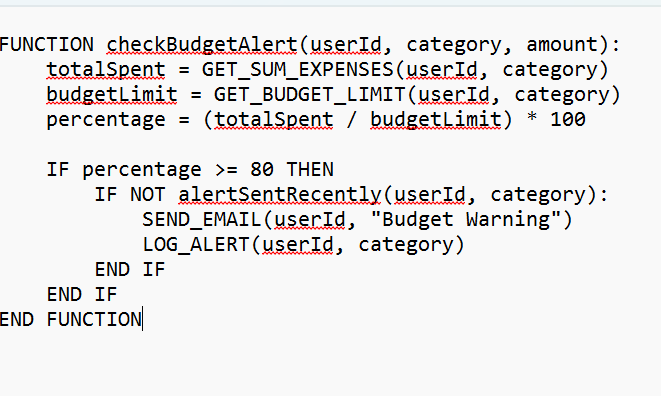 FUNCTION checkBudgetAlert(userId, category, amount):
totalSpent = GET_SUM_EXPENSES(userId, category)
budgetLimit = GET_BUDGET_LIMIT(userId, category)
percentage = (totalSpent / budgetLimit) * 100
IF percentage >= 80 THEN
IF NOT alertSentRecently(userId, category):
SEND_EMAIL(userId, "Budget Warning")
LOG_ALERT(userId, category)
END IF
END IF
END FUNCTION